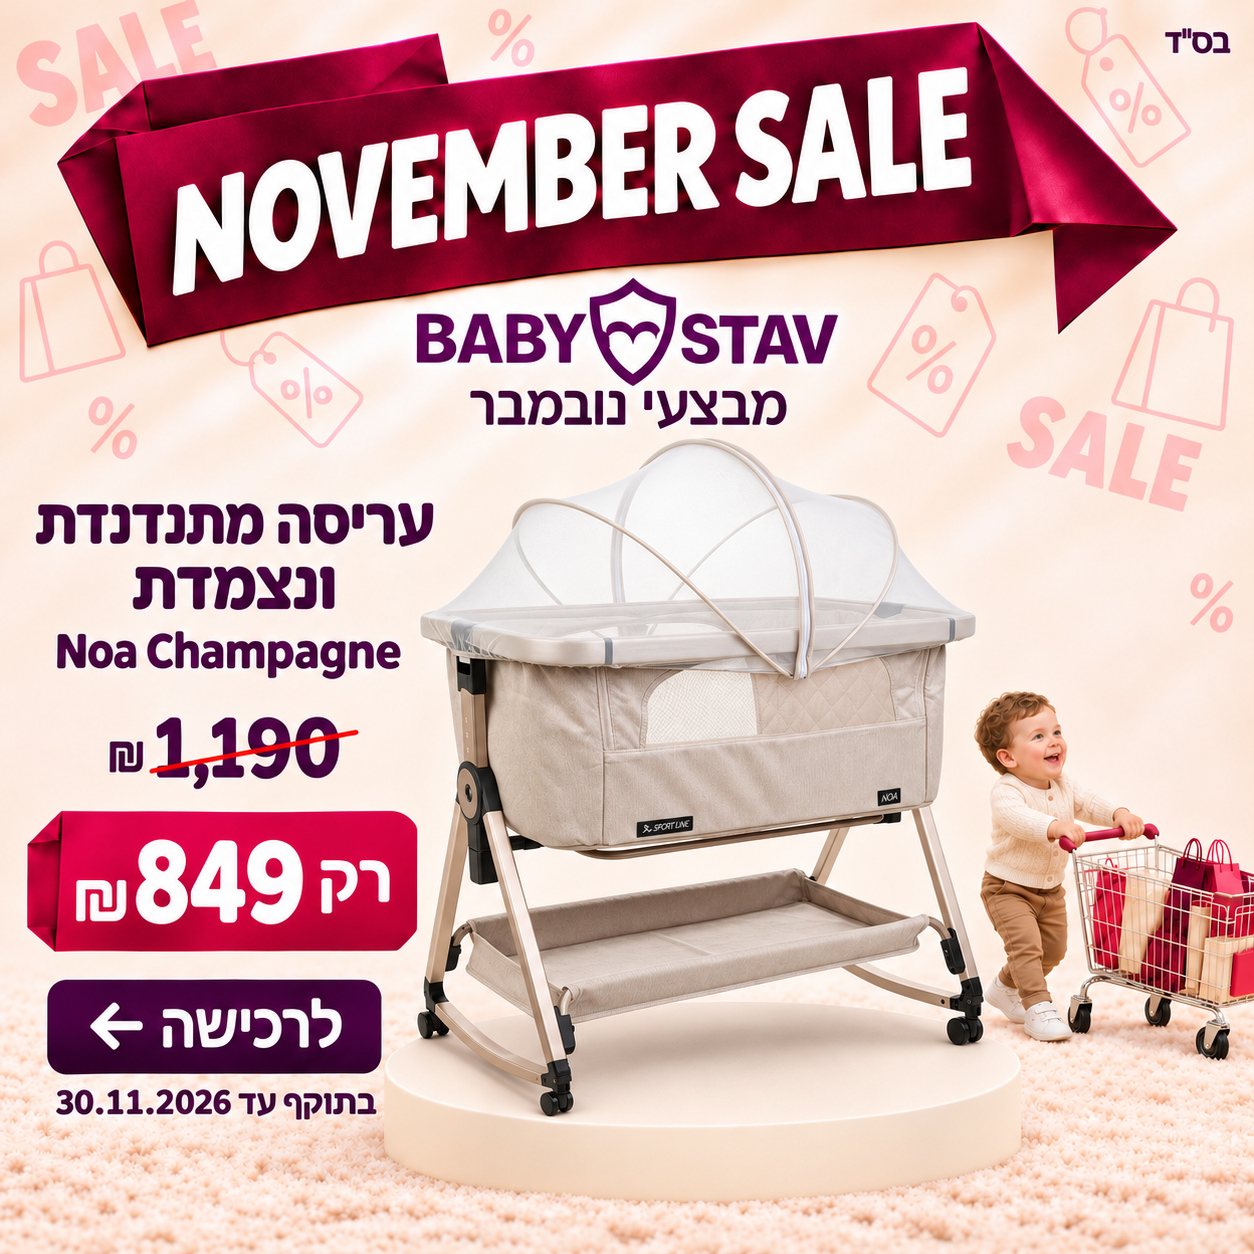 בס"ד
SALE
%
%
NOVEMBER SALE
BABY STAV
מבצעי נובמבר
%
%
%
SALE
%
עריסה מתנדנדת
ונצמדת
Noa Champagne
1,190 ₪
רק 849 ₪
לרכישה ←
בתוקף עד 30.11.2026
NOA
SPORT LINE